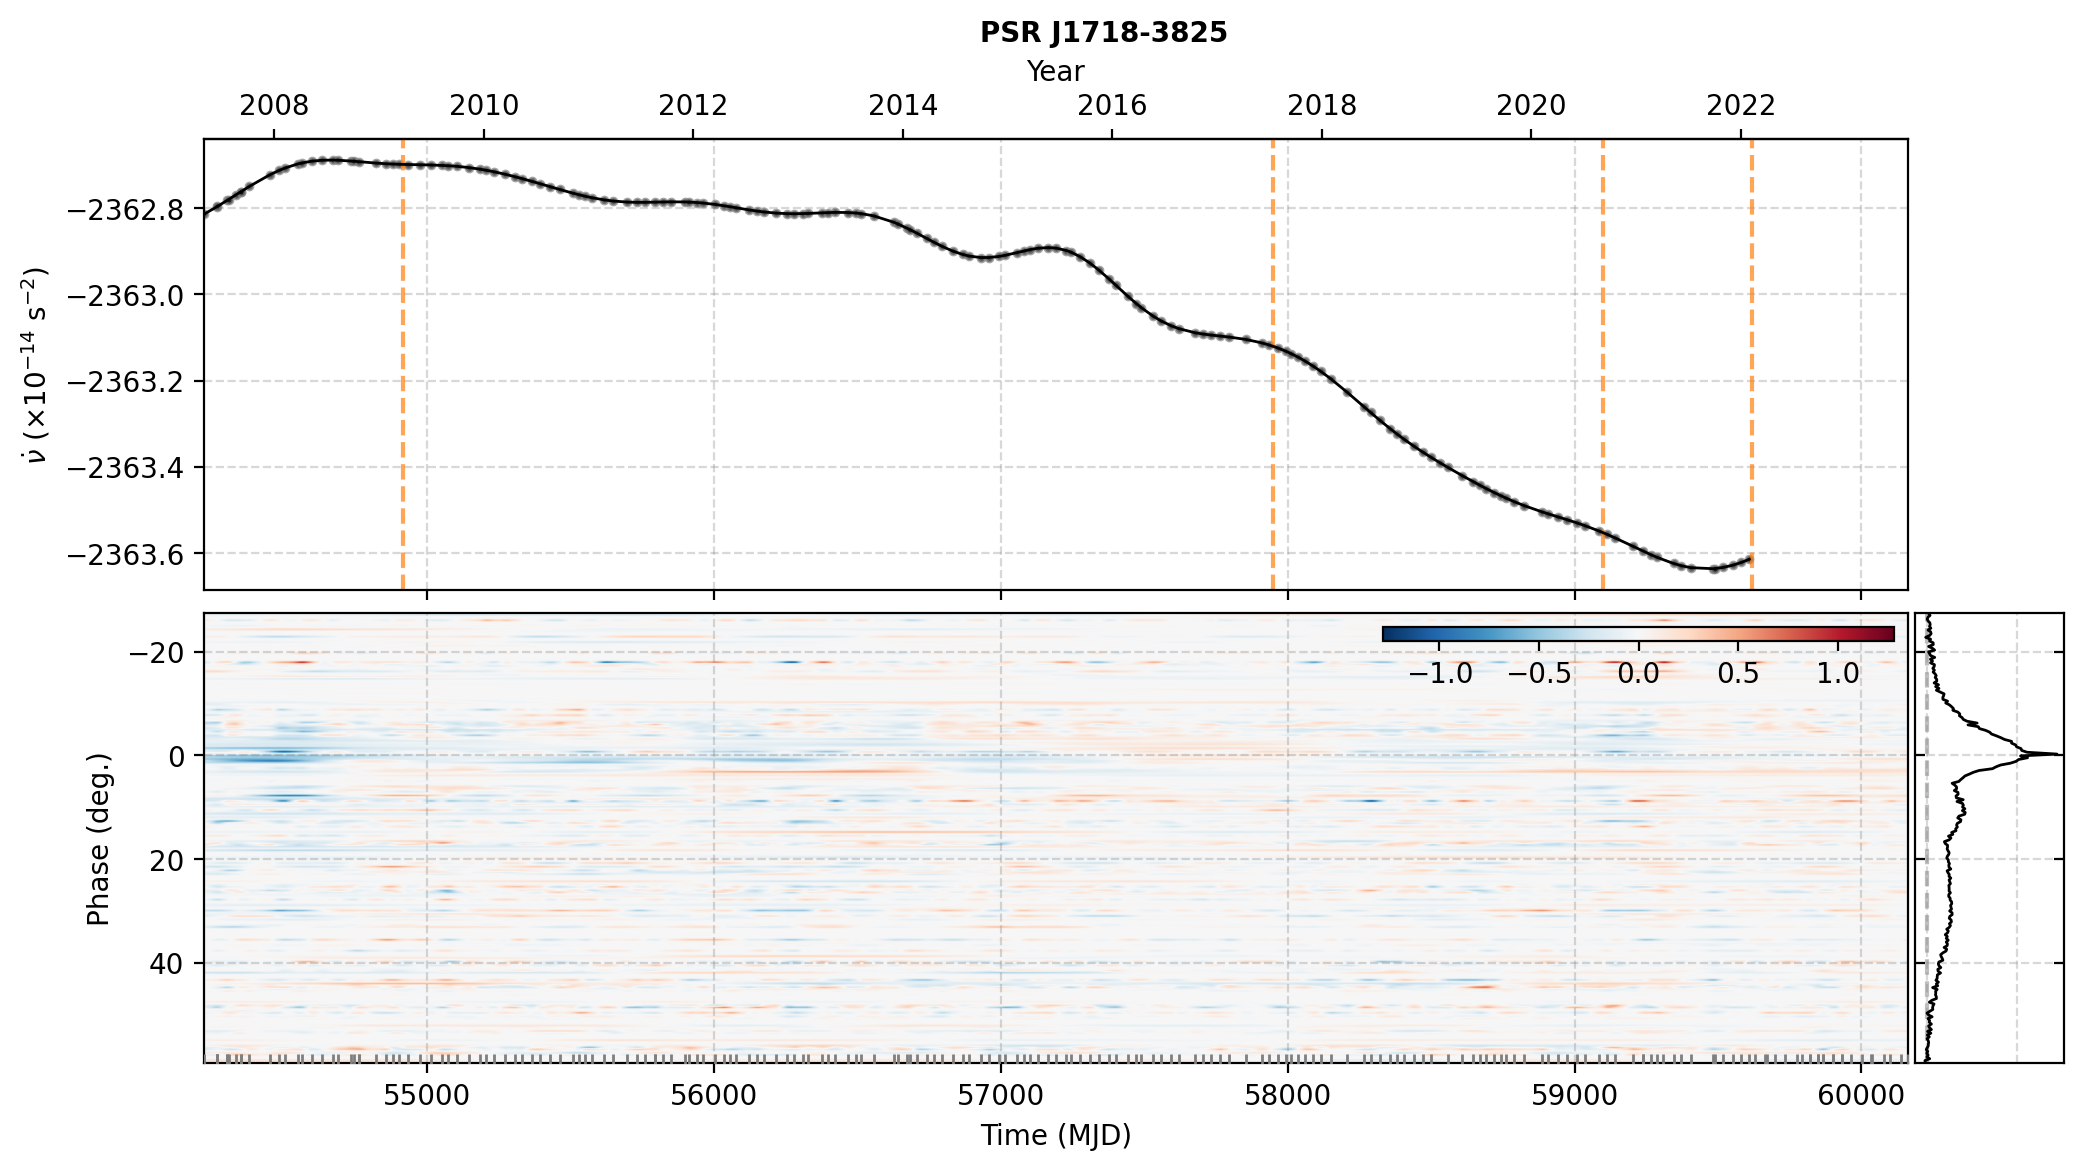 PSR J1718-3825
Year
2008 2010 2012 2014 2016 2018 2020 2022
−2362.8
−2363.0
−2363.2
−2363.4
−2363.6
ν̇ (×10⁻¹⁴ s⁻²)
−1.0 −0.5 0.0 0.5 1.0
−20
0
20
40
Phase (deg.)
55000 56000 57000 58000 59000 60000
Time (MJD)